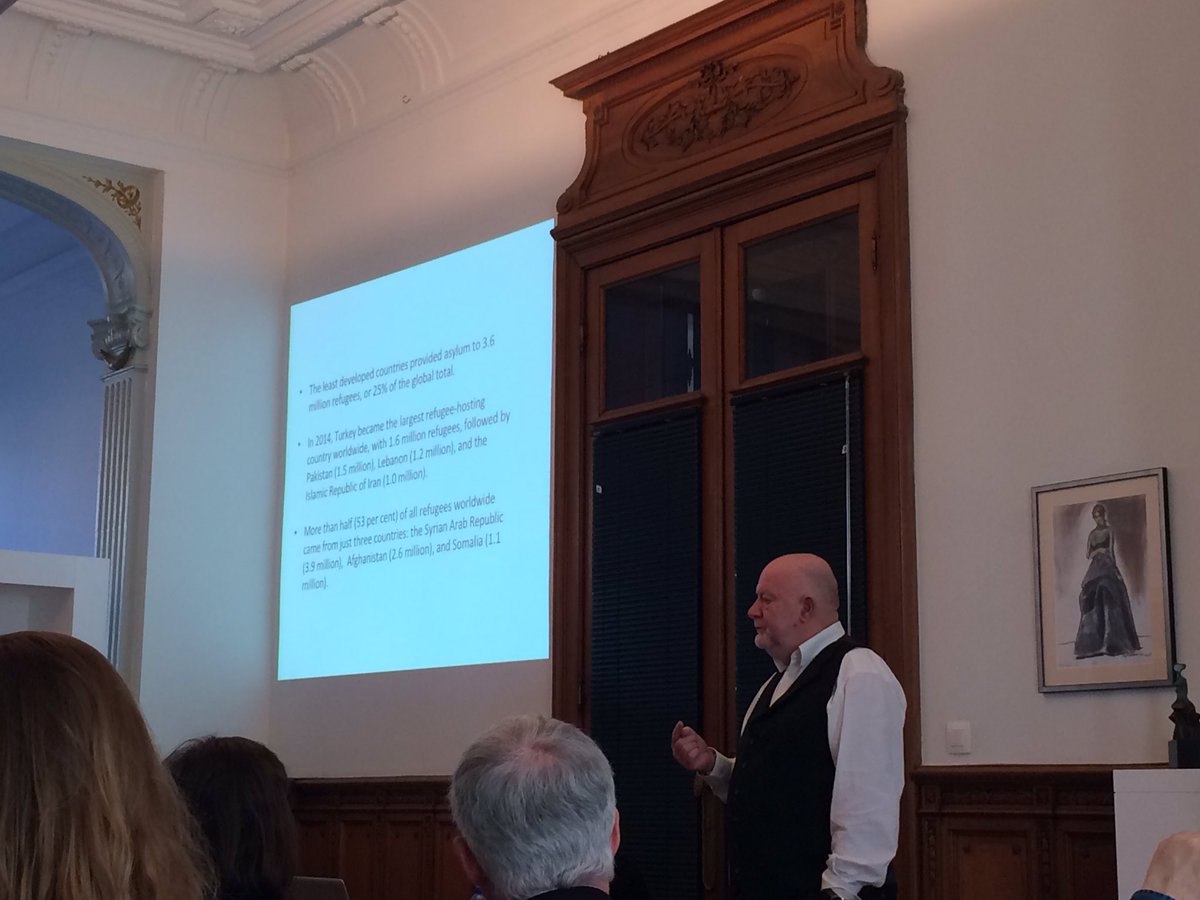 • The least developed countries provided asylum to 3.6
million refugees, or 25% of the global total.
• In 2014, Turkey became the largest refugee-hosting
country worldwide, with 1.6 million refugees, followed by
Pakistan (1.5 million), Lebanon (1.2 million), and the
Islamic Republic of Iran (1.0 million).
• More than half (53 per cent) of all refugees worldwide
came from just three countries: the Syrian Arab Republic
(3.9 million), Afghanistan (2.6 million), and Somalia (1.1
million).